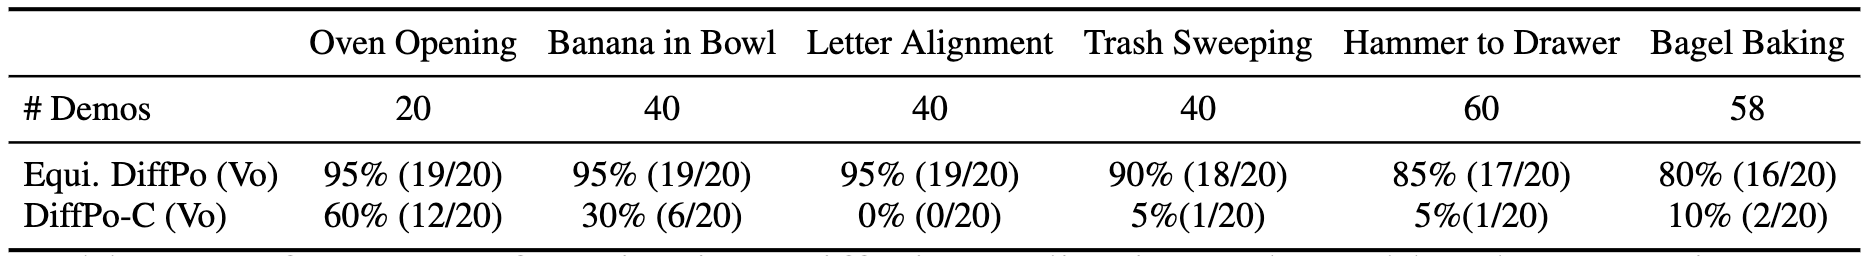 Oven Opening Banana in Bowl Letter Alignment Trash Sweeping Hammer to Drawer Bagel Baking
# Demos 20 40 40 40 60 58
Equi. DiffPo (Vo) 95% (19/20) 95% (19/20) 95% (19/20) 90% (18/20) 85% (17/20) 80% (16/20)
DiffPo-C (Vo) 60% (12/20) 30% (6/20) 0% (0/20) 5%(1/20) 5%(1/20) 10% (2/20)